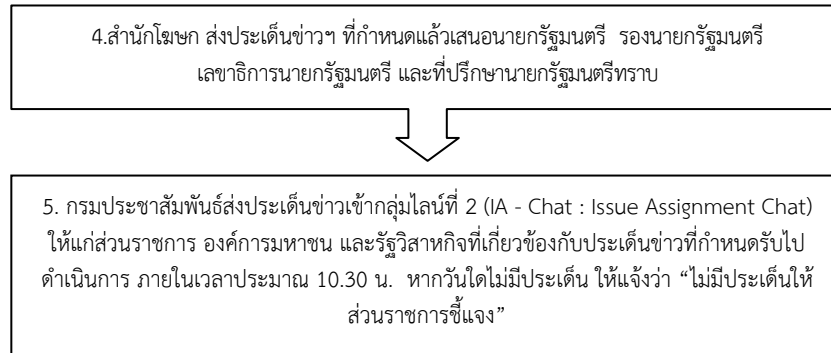 4.สำนักโฆษก ส่งประเด็นข่าวฯ ที่กำหนดแล้วเสนอนายกรัฐมนตรี รองนายกรัฐมนตรี
เลขาธิการนายกรัฐมนตรี และที่ปรึกษานายกรัฐมนตรีทราบ
5. กรมประชาสัมพันธ์ส่งประเด็นข่าวเข้ากลุ่มไลน์ที่ 2 (IA - Chat : Issue Assignment Chat)
ให้แก่ส่วนราชการ องค์การมหาชน และรัฐวิสาหกิจที่เกี่ยวข้องกับประเด็นข่าวที่กำหนดรับไป
ดำเนินการ ภายในเวลาประมาณ 10.30 น. หากวันใดไม่มีประเด็น ให้แจ้งว่า “ไม่มีประเด็นให้
ส่วนราชการชี้แจง”